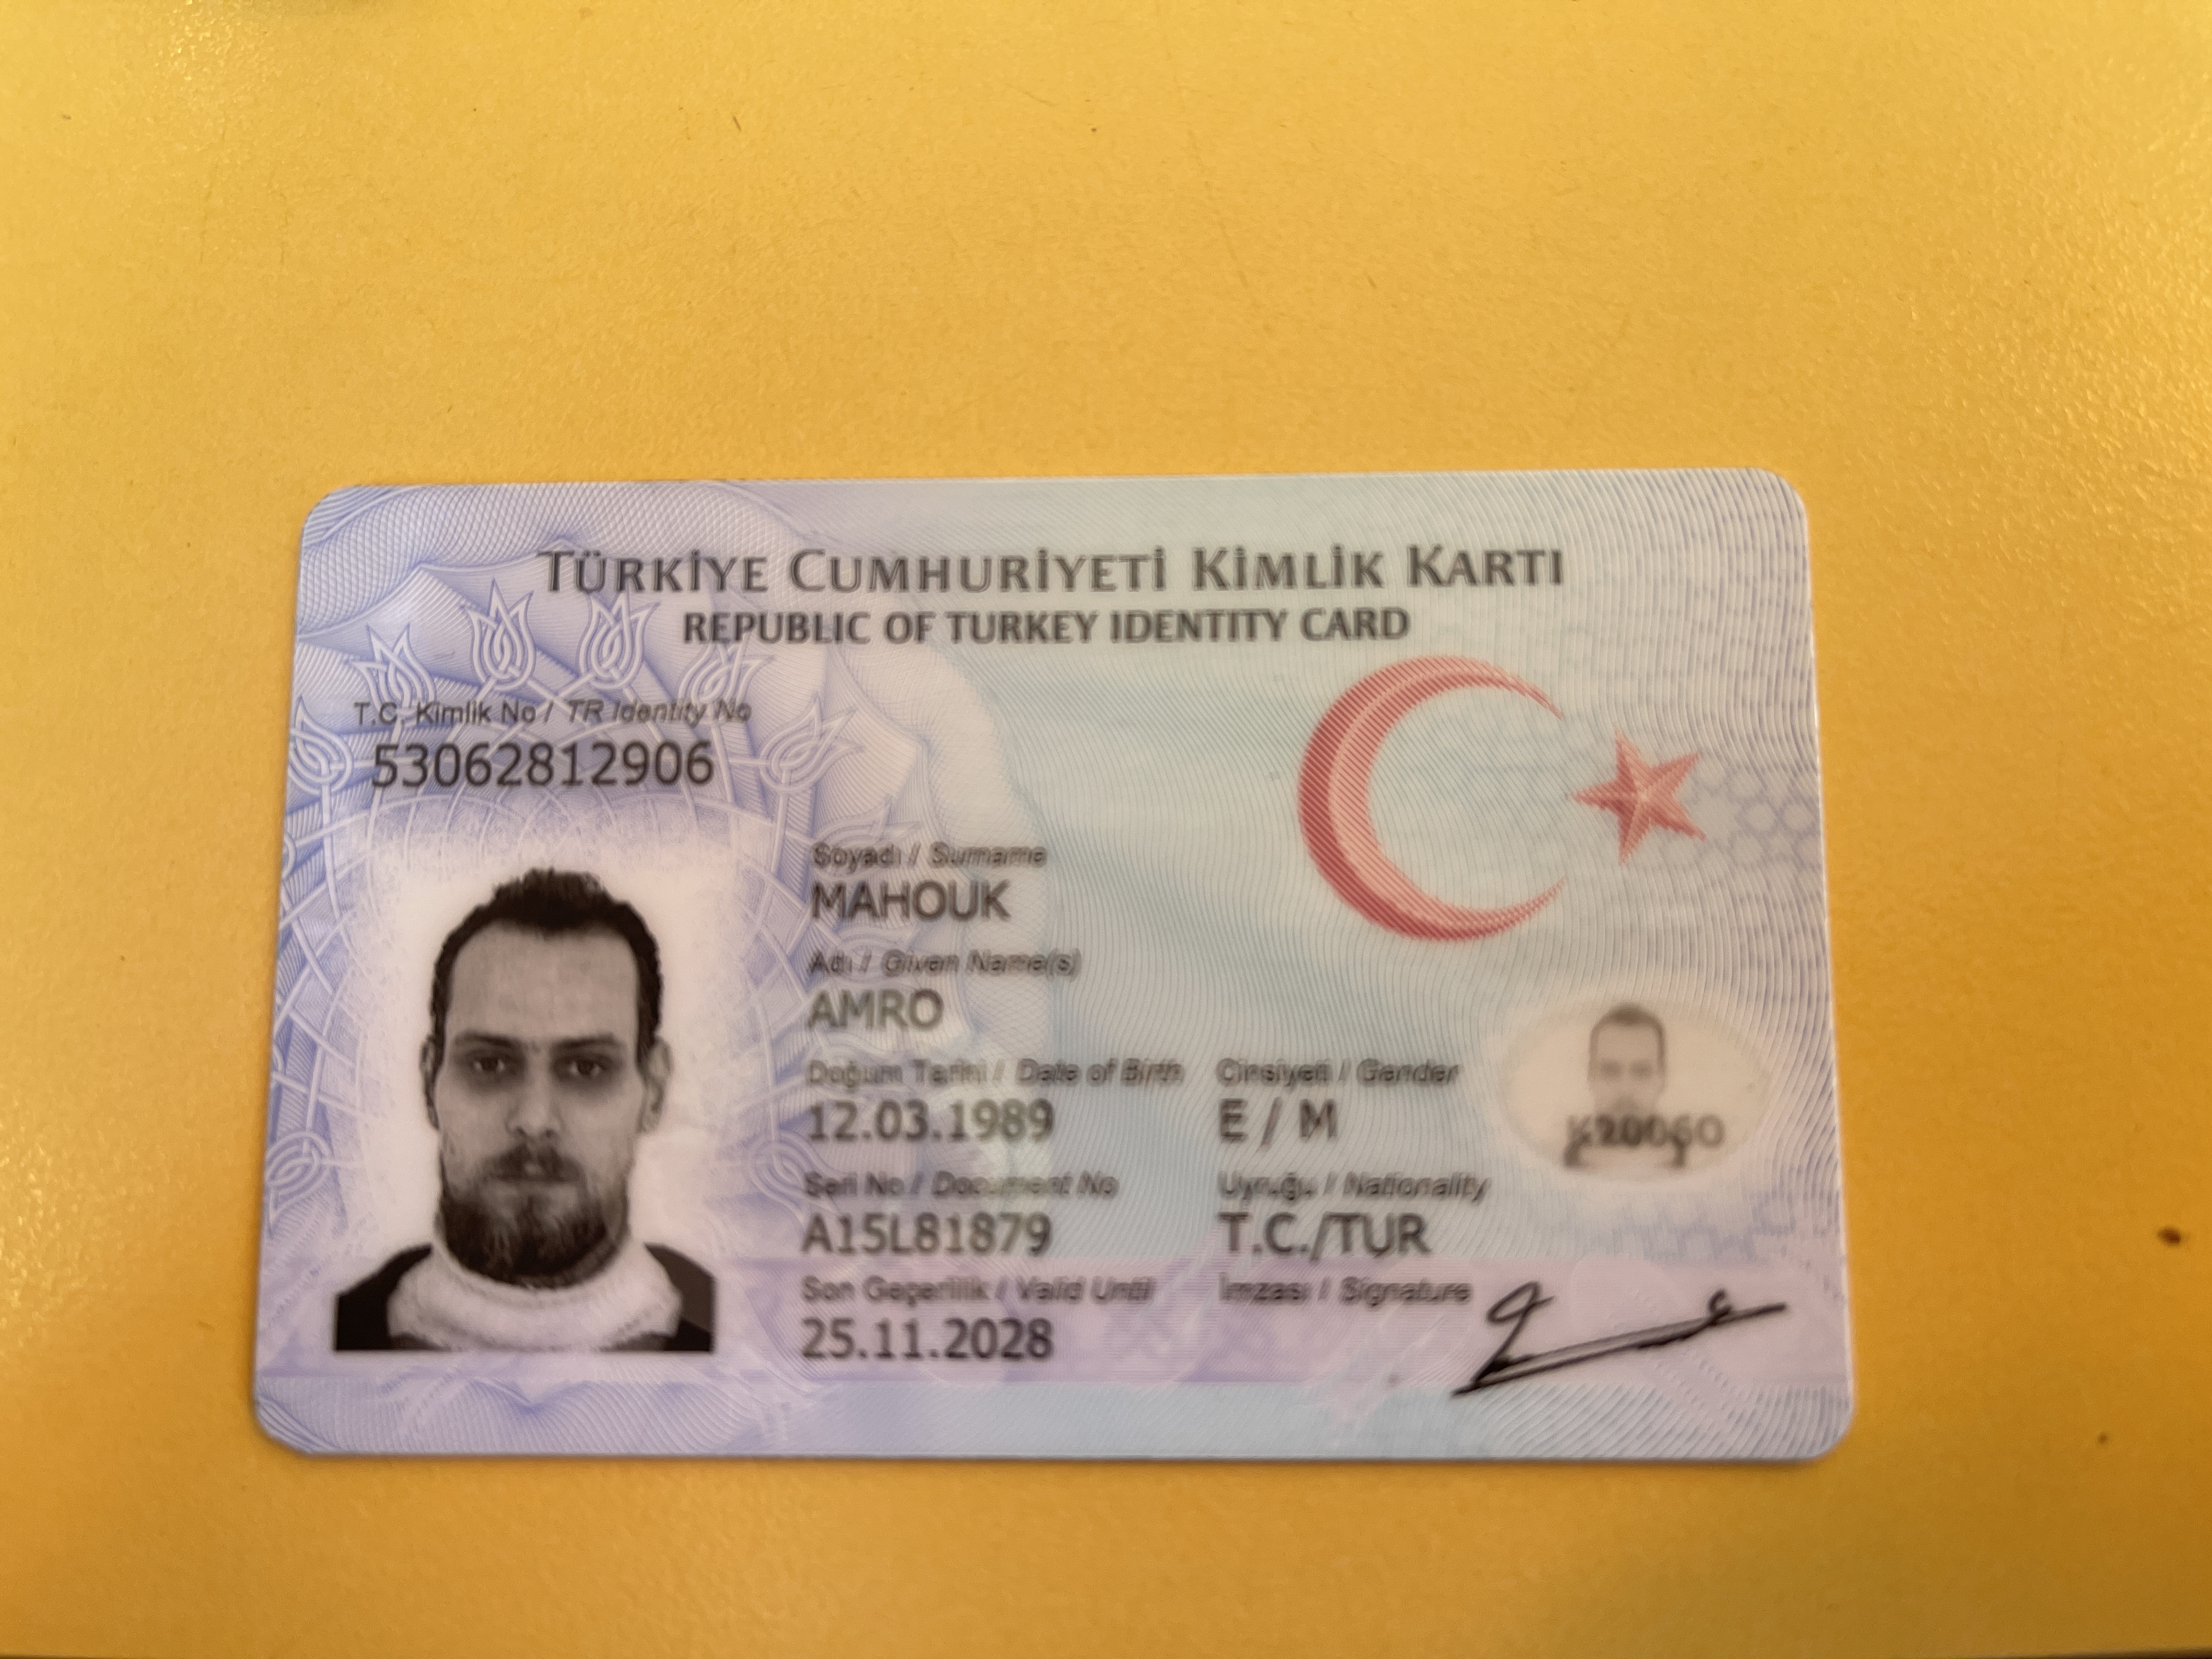 TÜRKİYE CUMHURİYETİ KİMLİK KARTI
REPUBLIC OF TURKEY IDENTITY CARD
T.C. Kimlik No / TR Identity No
53062812906
Soyadı / Surname
MAHOUK
Adı / Given Name(s)
AMRO
Doğum Tarihi / Date of Birth Cinsiyeti / Gender
12.03.1989 E / M
Seri No / Document No Uyruğu / Nationality
A15L81879 T.C./TUR
Son Geçerlilik / Valid Until İmzası / Signature
25.11.2028